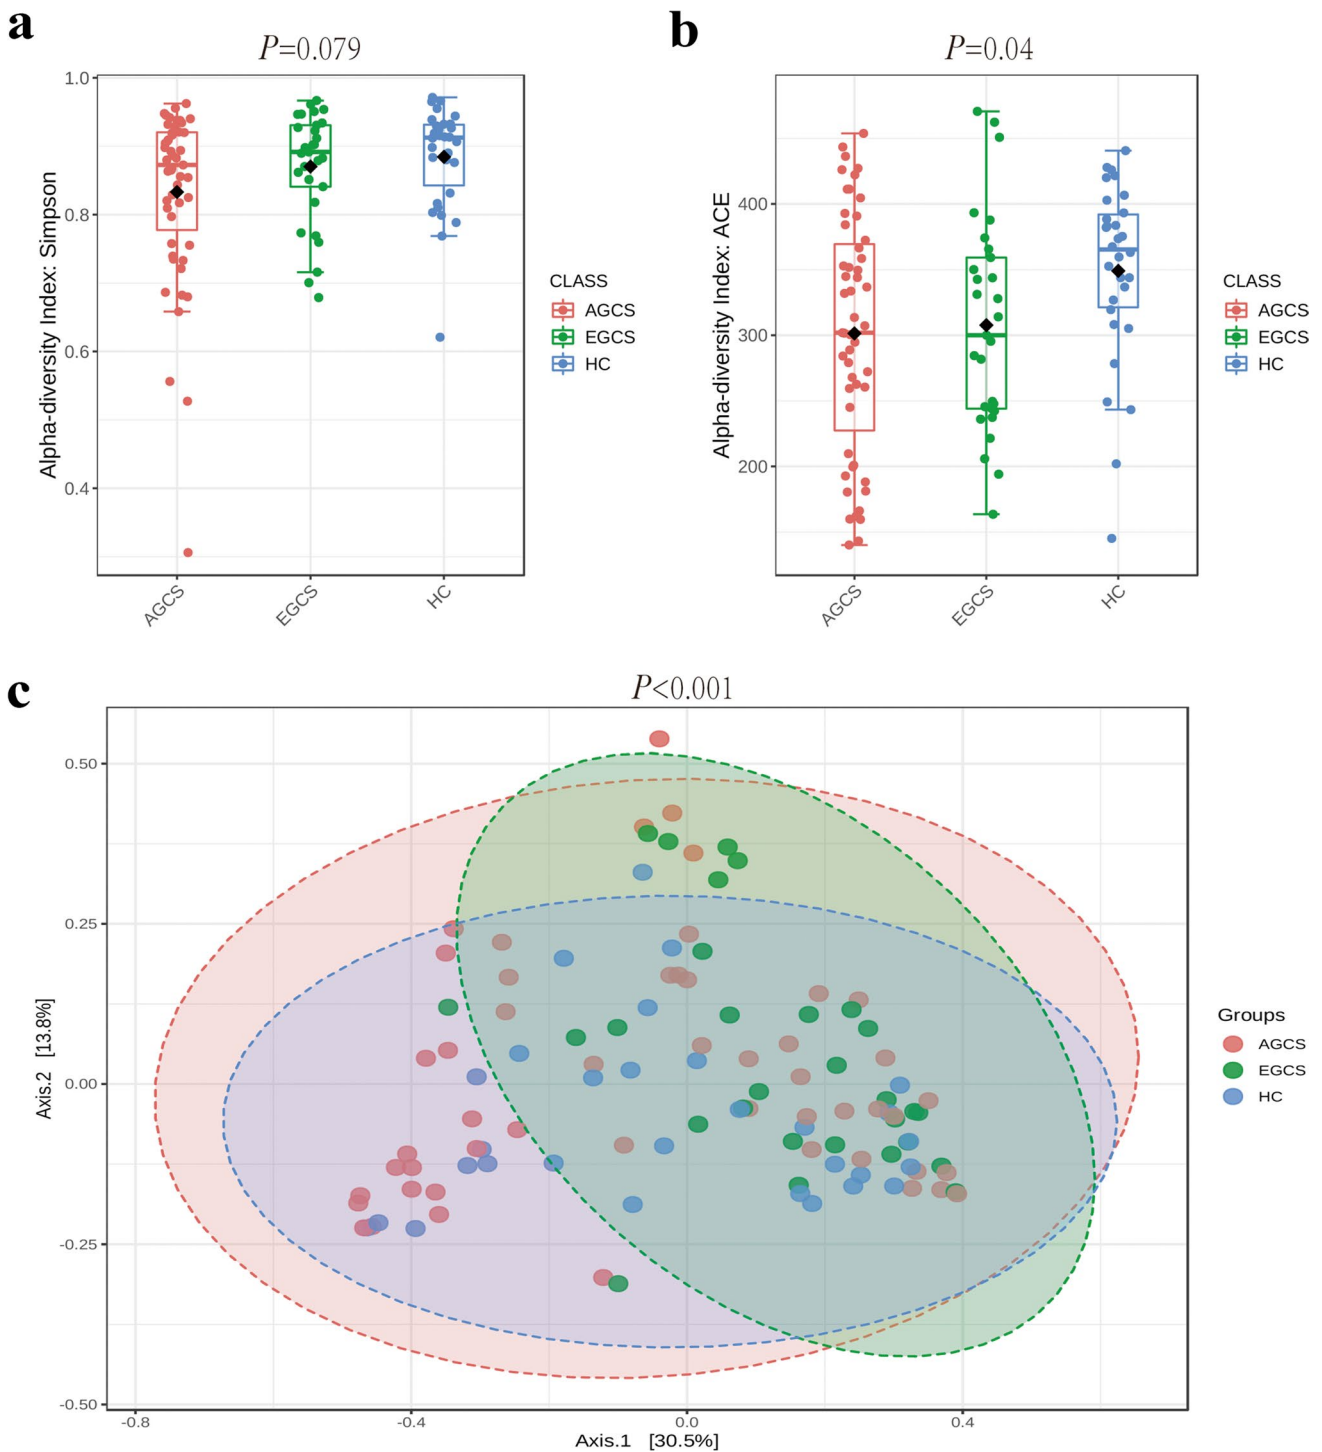 a
P=0.079
Alpha-diversity Index: Simpson
1.0
0.8
0.6
0.4
AGCS
EGCS
HC
CLASS
AGCS
EGCS
HC
b
P=0.04
Alpha-diversity Index: ACE
400
300
200
AGCS
EGCS
HC
CLASS
AGCS
EGCS
HC
c
P<0.001
Axis.2 [13.8%]
0.50
0.25
0.00
-0.25
-0.50
-0.8
-0.4
0.0
0.4
Axis.1 [30.5%]
Groups
AGCS
EGCS
HC